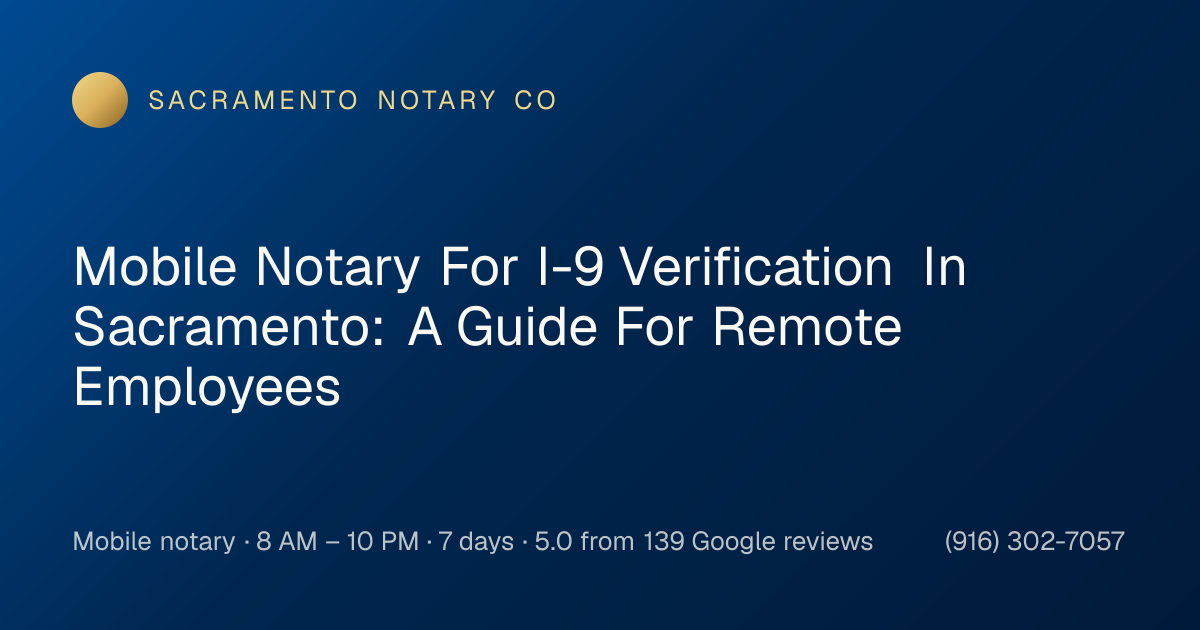 SACRAMENTO NOTARY CO
Mobile Notary For I-9 Verification In
Sacramento: A Guide For Remote
Employees
Mobile notary · 8 AM – 10 PM · 7 days · 5.0 from 139 Google reviews
(916) 302-7057